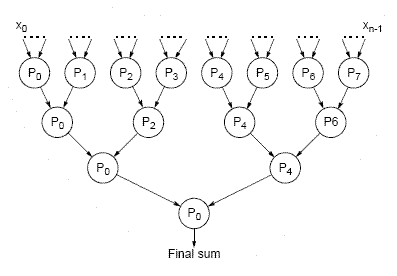 x₀ xₙ₋₁
P₀ P₁ P₂ P₃ P₄ P₅ P₆ P₇
P₀ P₂ P₄ P6
P₀ P₄
P₀
Final sum